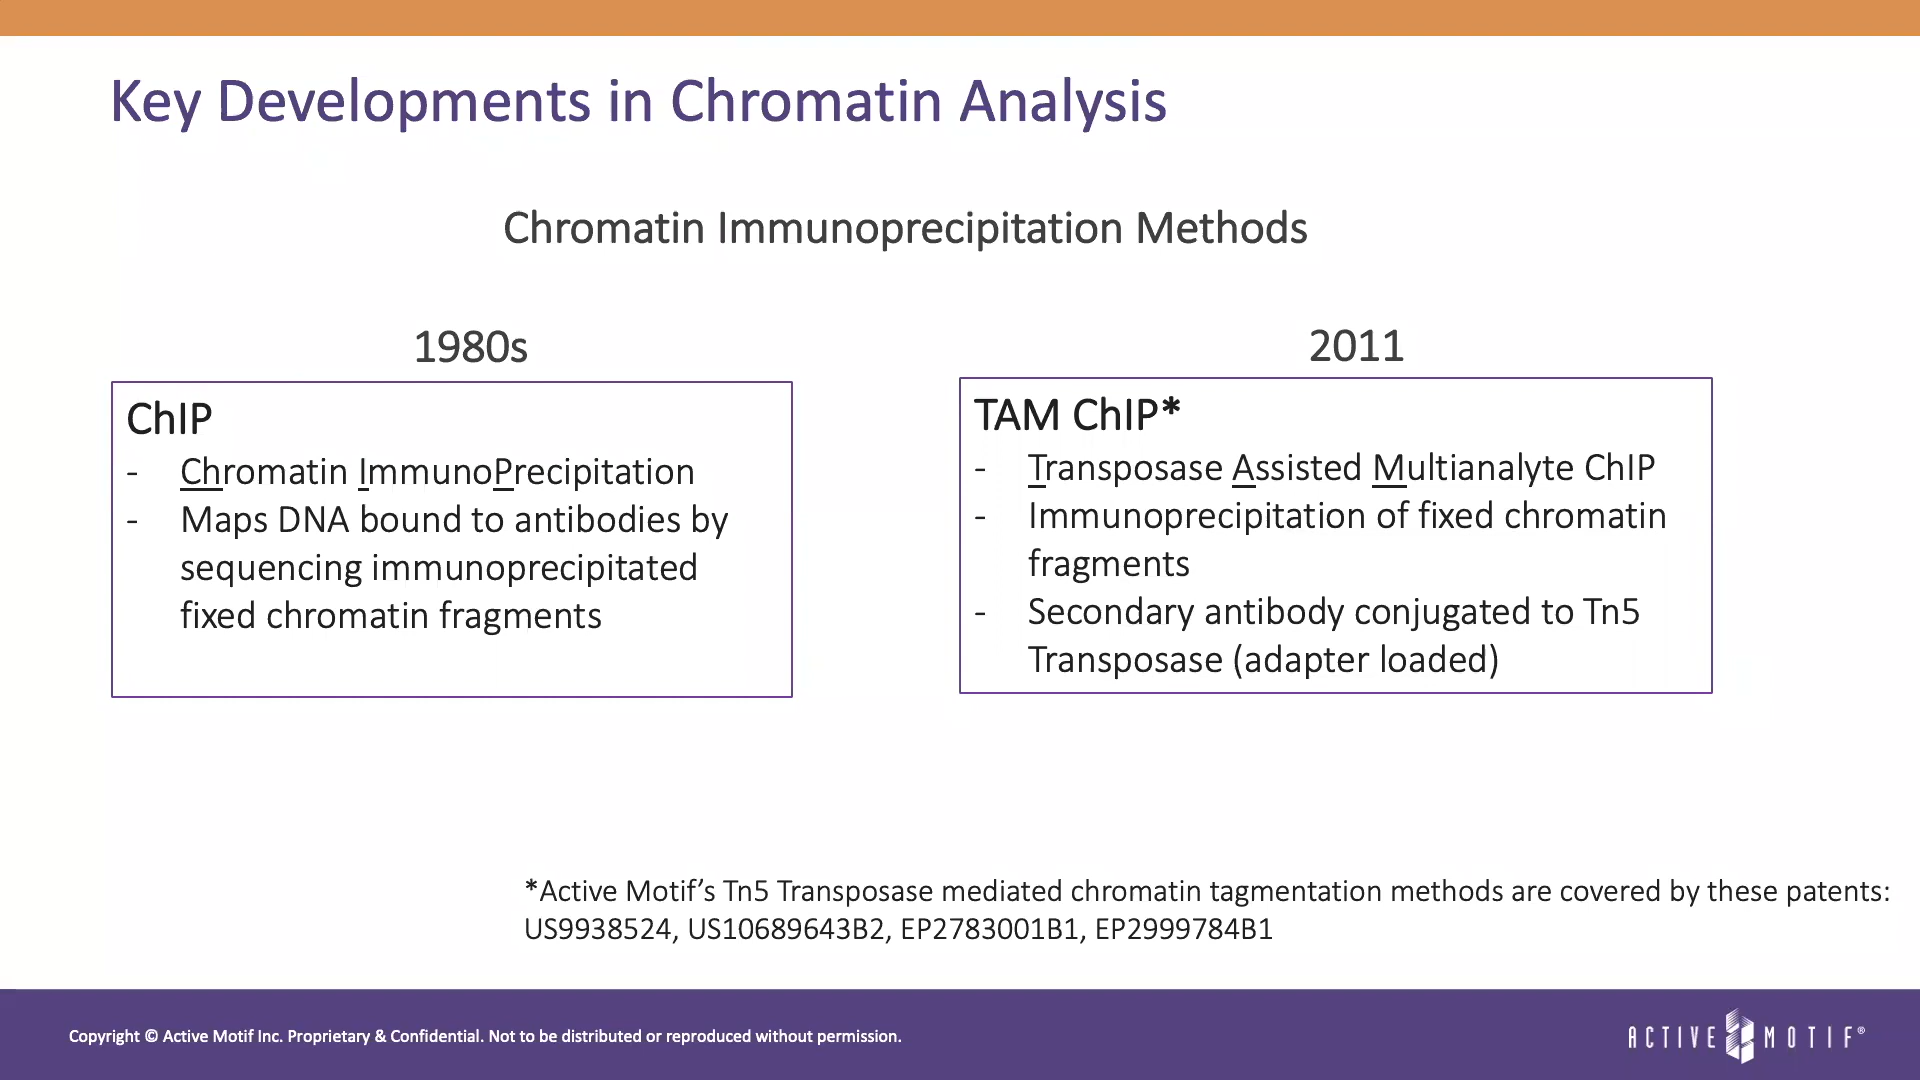 Key Developments in Chromatin Analysis
Chromatin Immunoprecipitation Methods
1980s
ChIP
- Chromatin ImmunoPrecipitation
- Maps DNA bound to antibodies by
sequencing immunoprecipitated
fixed chromatin fragments
2011
TAM ChIP*
- Transposase Assisted Multianalyte ChIP
- Immunoprecipitation of fixed chromatin
fragments
- Secondary antibody conjugated to Tn5
Transposase (adapter loaded)
*Active Motif’s Tn5 Transposase mediated chromatin tagmentation methods are covered by these patents:
US9938524, US10689643B2, EP2783001B1, EP2999784B1
Copyright © Active Motif Inc. Proprietary & Confidential. Not to be distributed or reproduced without permission.
ACTIVE MOTIF®